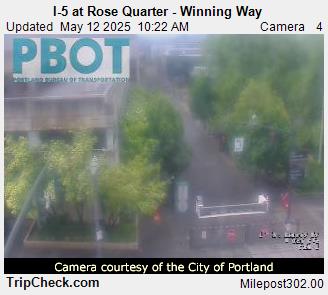 I-5 at Rose Quarter - Winning Way
Updated May 12 2025 10:22 AM Camera 4
PBOT
PORTLAND BUREAU OF TRANSPORTATION
Camera courtesy of the City of Portland
TripCheck.com Milepost302.00